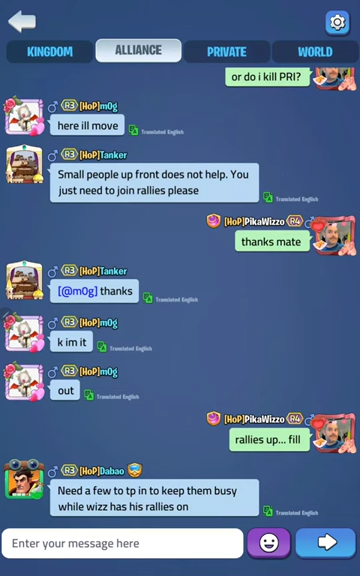 KINGDOM
ALLIANCE
PRIVATE
WORLD
or do i kill PRI?
R3 [HoP]m0g
here ill move
Translated English
R3 [HoP]Tanker
Small people up front does not help. You
just need to join rallies please
Translated English
[HoP]PikaWizzo R4
thanks mate
R3 [HoP]Tanker
[@m0g] thanks
Translated English
R3 [HoP]m0g
k im it
Translated English
R3 [HoP]m0g
out
Translated English
[HoP]PikaWizzo R4
rallies up... fill
R3 [HoP]Dabao
Need a few to tp in to keep them busy
while wizz has his rallies on
Translated English
Enter your message here